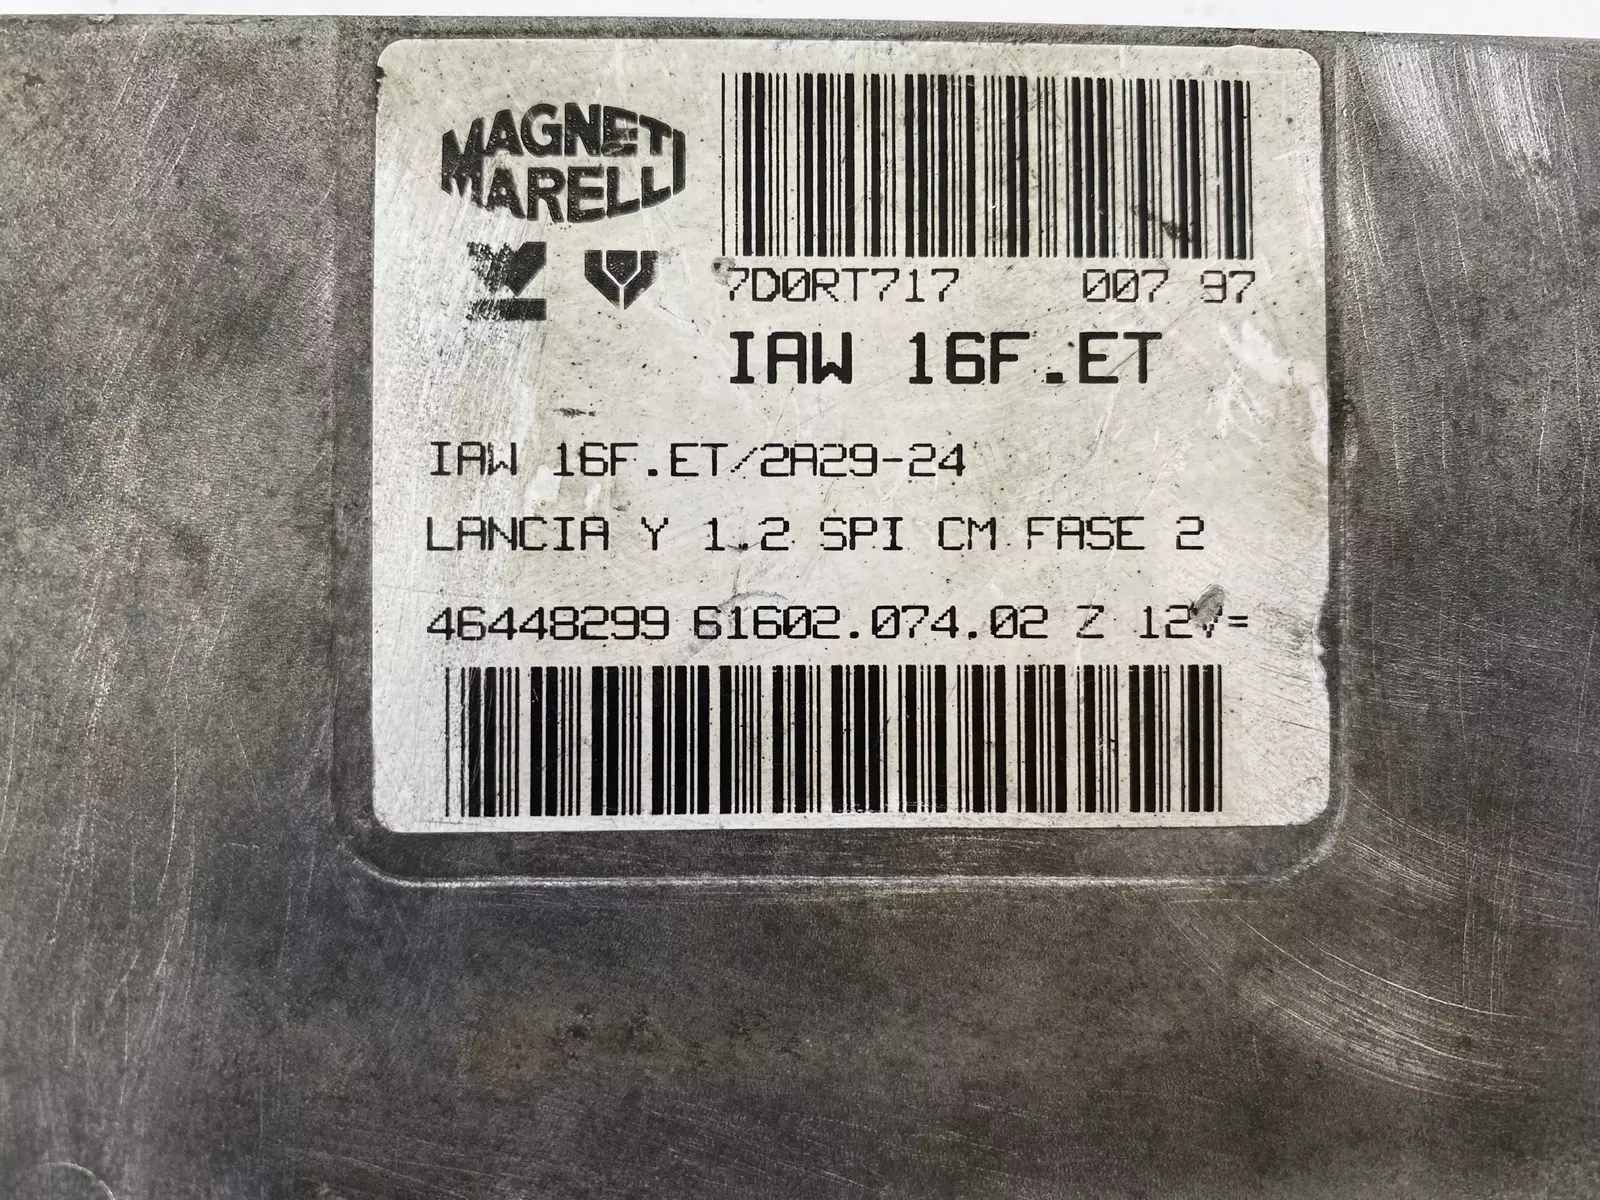 MAGNETI
MARELLI
7D0RT717 007 97
IAW 16F.ET
IAW 16F.ET/2A29-24
LANCIA Y 1.2 SPI CM FASE 2
46448299 61602.074.02 Z 12V=